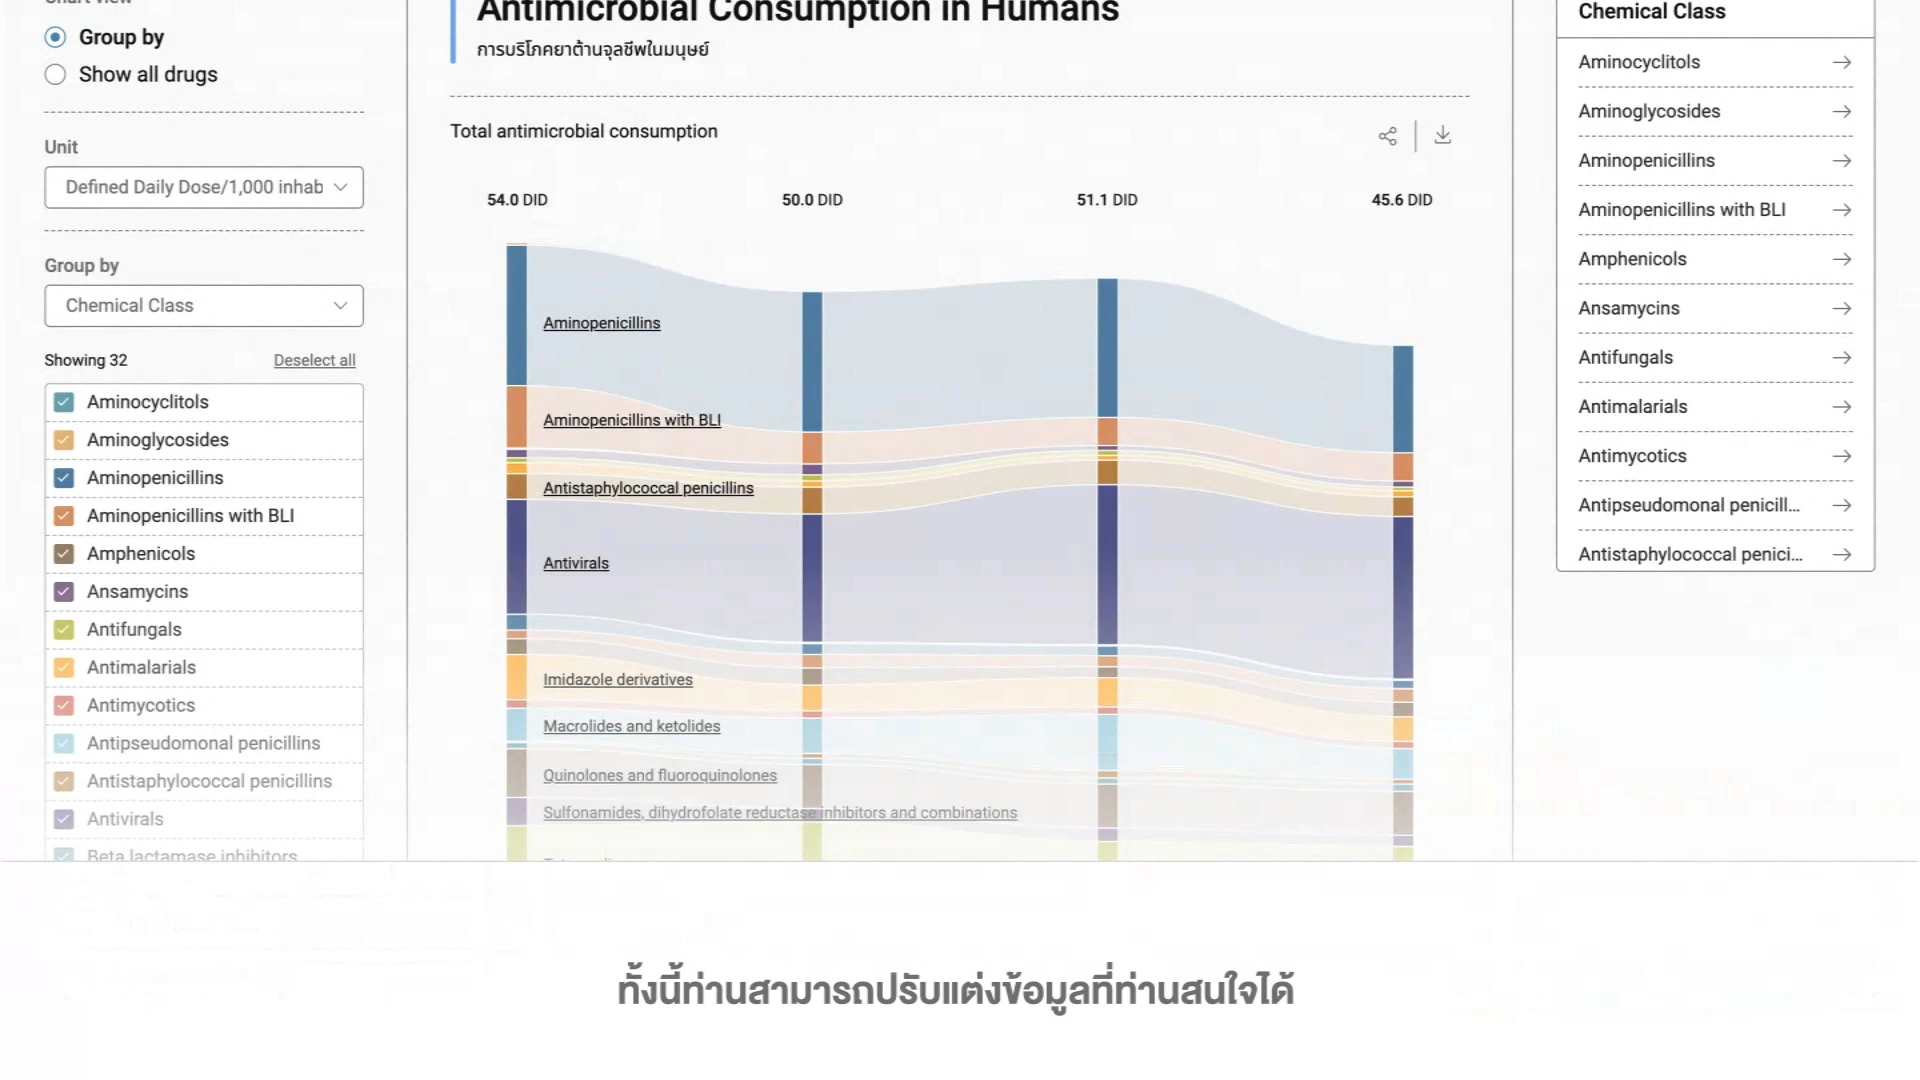 Group by
Show all drugs
Unit
Defined Daily Dose/1,000 inhab
Group by
Chemical Class
Showing 32
Deselect all
Aminocyclitols
Aminoglycosides
Aminopenicillins
Aminopenicillins with BLI
Amphenicols
Ansamycins
Antifungals
Antimalarials
Antimycotics
Antipseudomonal penicillins
Antistaphylococcal penicillins
Antivirals
Beta lactamase inhibitors
Antimicrobial Consumption in Humans
การบริโภคยาต้านจุลชีพในมนุษย์
Total antimicrobial consumption
54.0 DID
50.0 DID
51.1 DID
45.6 DID
Aminopenicillins
Aminopenicillins with BLI
Antistaphylococcal penicillins
Antivirals
Imidazole derivatives
Macrolides and ketolides
Quinolones and fluoroquinolones
Sulfonamides, dihydrofolate reductase inhibitors and combinations
Chemical Class
Aminocyclitols
Aminoglycosides
Aminopenicillins
Aminopenicillins with BLI
Amphenicols
Ansamycins
Antifungals
Antimalarials
Antimycotics
Antipseudomonal penicill...
Antistaphylococcal penici...
ทั้งนี้ท่านสามารถปรับแต่งข้อมูลที่ท่านสนใจได้